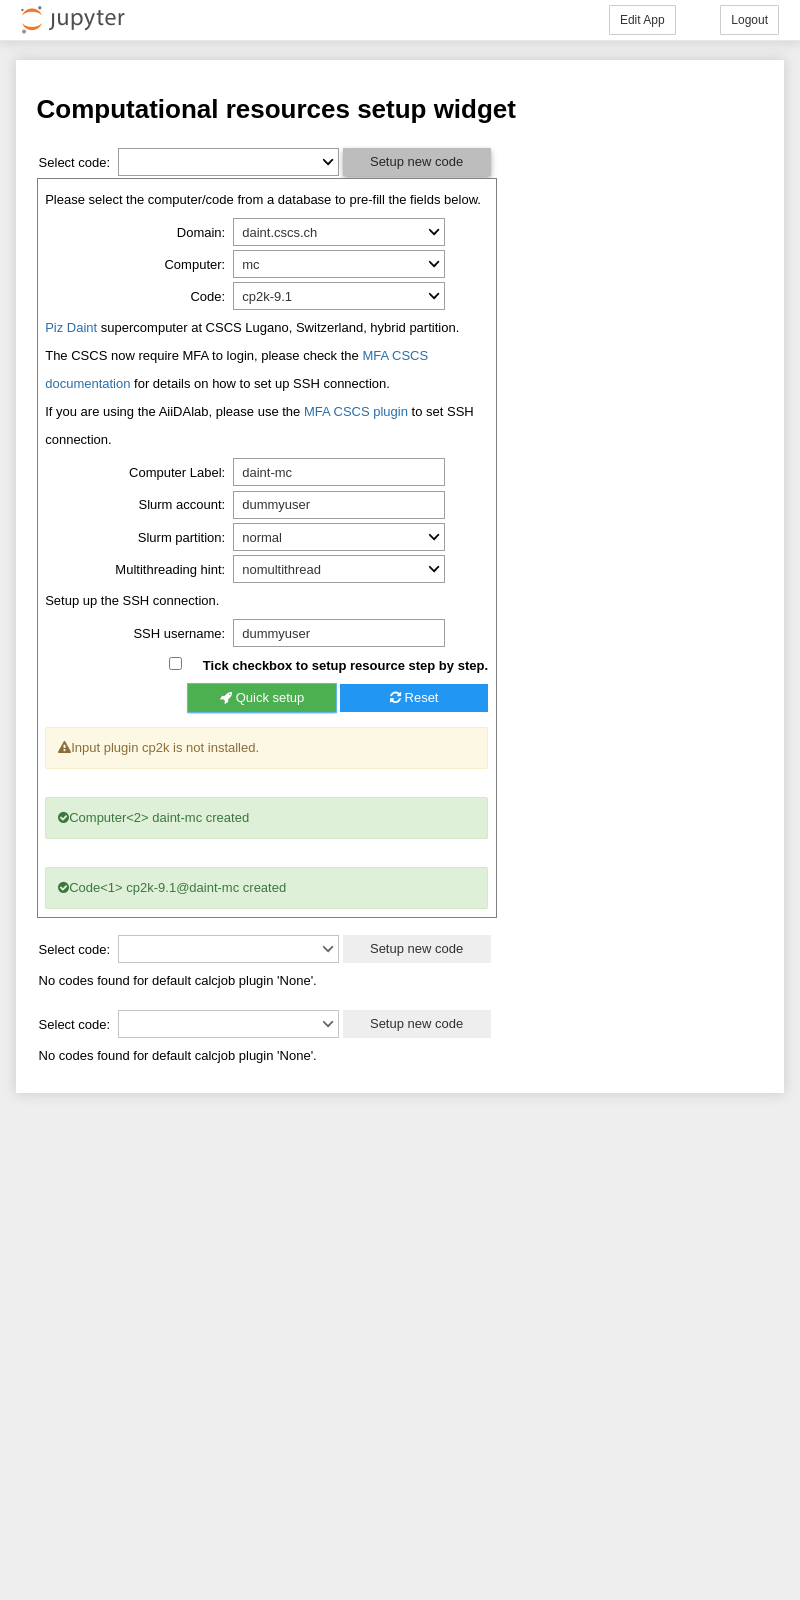 jupyter
Edit App
Logout
Computational resources setup widget
Select code:
Setup new code
Please select the computer/code from a database to pre-fill the fields below.
Domain: daint.cscs.ch
Computer: mc
Code: cp2k-9.1
Piz Daint supercomputer at CSCS Lugano, Switzerland, hybrid partition.
The CSCS now require MFA to login, please check the MFA CSCS
documentation for details on how to set up SSH connection.
If you are using the AiiDAlab, please use the MFA CSCS plugin to set SSH
connection.
Computer Label: daint-mc
Slurm account: dummyuser
Slurm partition: normal
Multithreading hint: nomultithread
Setup up the SSH connection.
SSH username: dummyuser
Tick checkbox to setup resource step by step.
Quick setup
Reset
Input plugin cp2k is not installed.
Computer<2> daint-mc created
Code<1> cp2k-9.1@daint-mc created
Select code:
Setup new code
No codes found for default calcjob plugin 'None'.
Select code:
Setup new code
No codes found for default calcjob plugin 'None'.